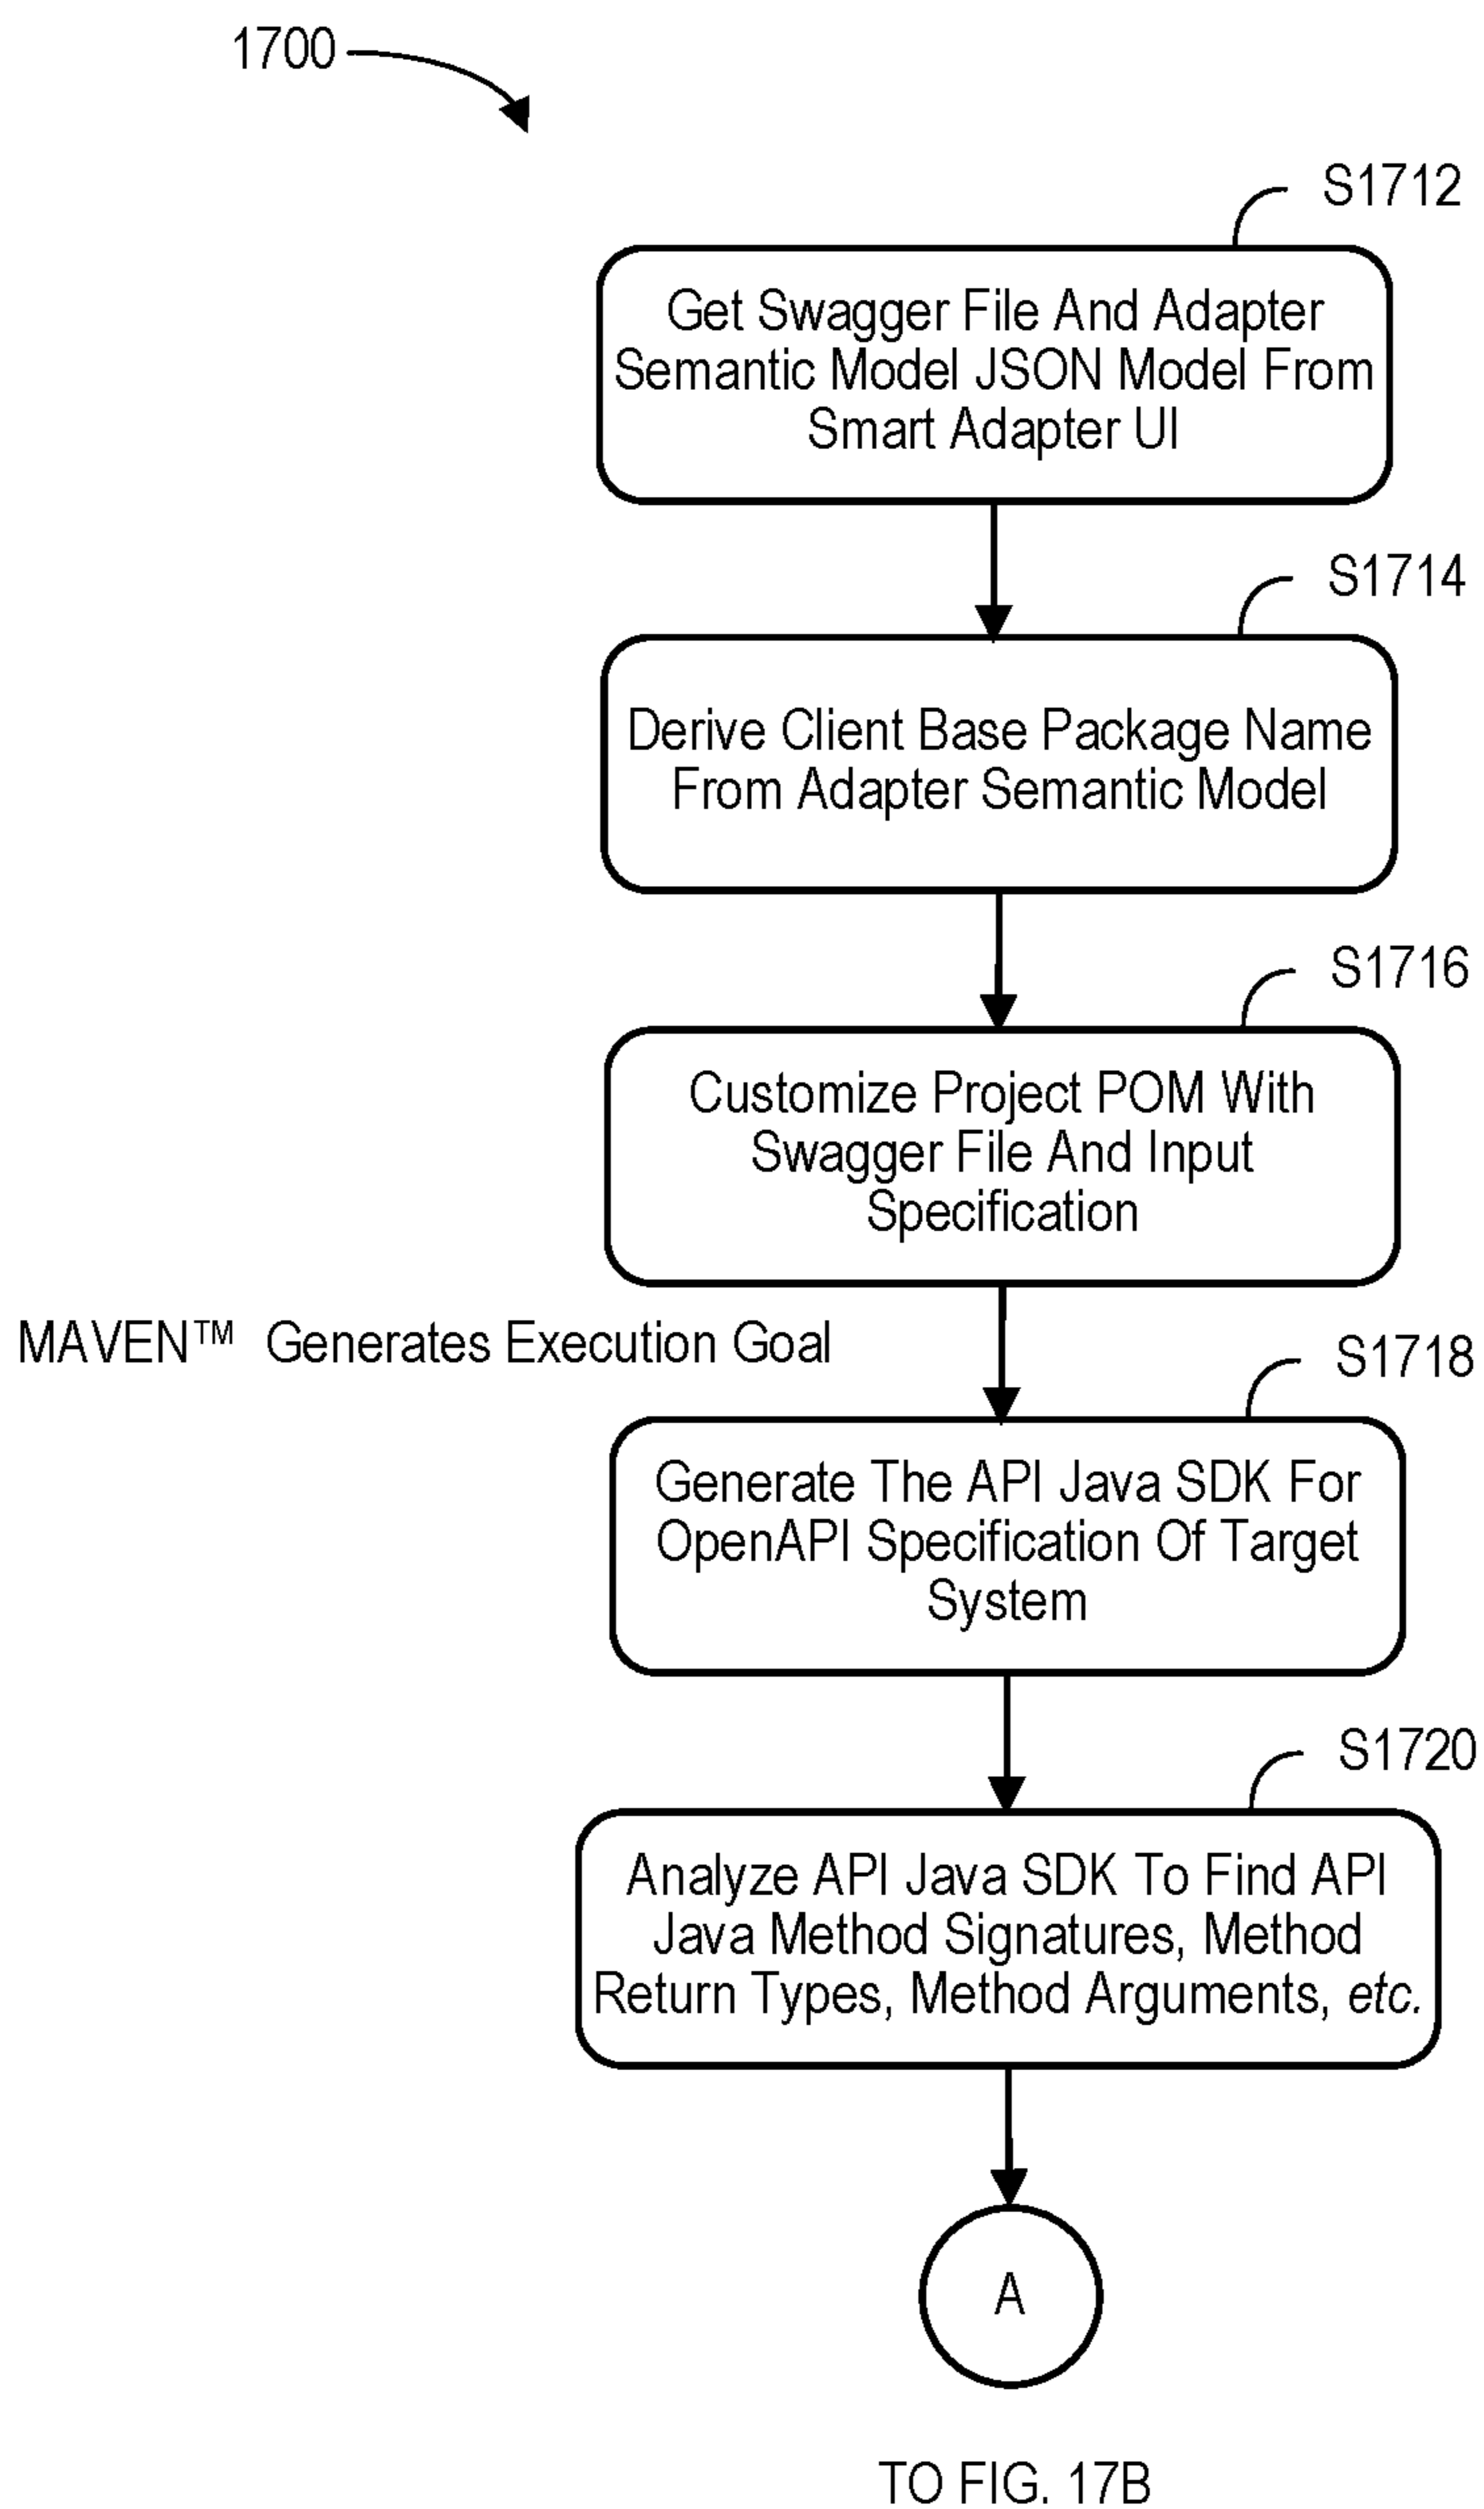 1700
S1712
Get Swagger File And Adapter
Semantic Model JSON Model From
Smart Adapter UI
S1714
Derive Client Base Package Name
From Adapter Semantic Model
S1716
Customize Project POM With
Swagger File And Input
Specification
MAVEN™ Generates Execution Goal
S1718
Generate The API Java SDK For
OpenAPI Specification Of Target
System
S1720
Analyze API Java SDK To Find API
Java Method Signatures, Method
Return Types, Method Arguments, etc.
A
TO FIG. 17B